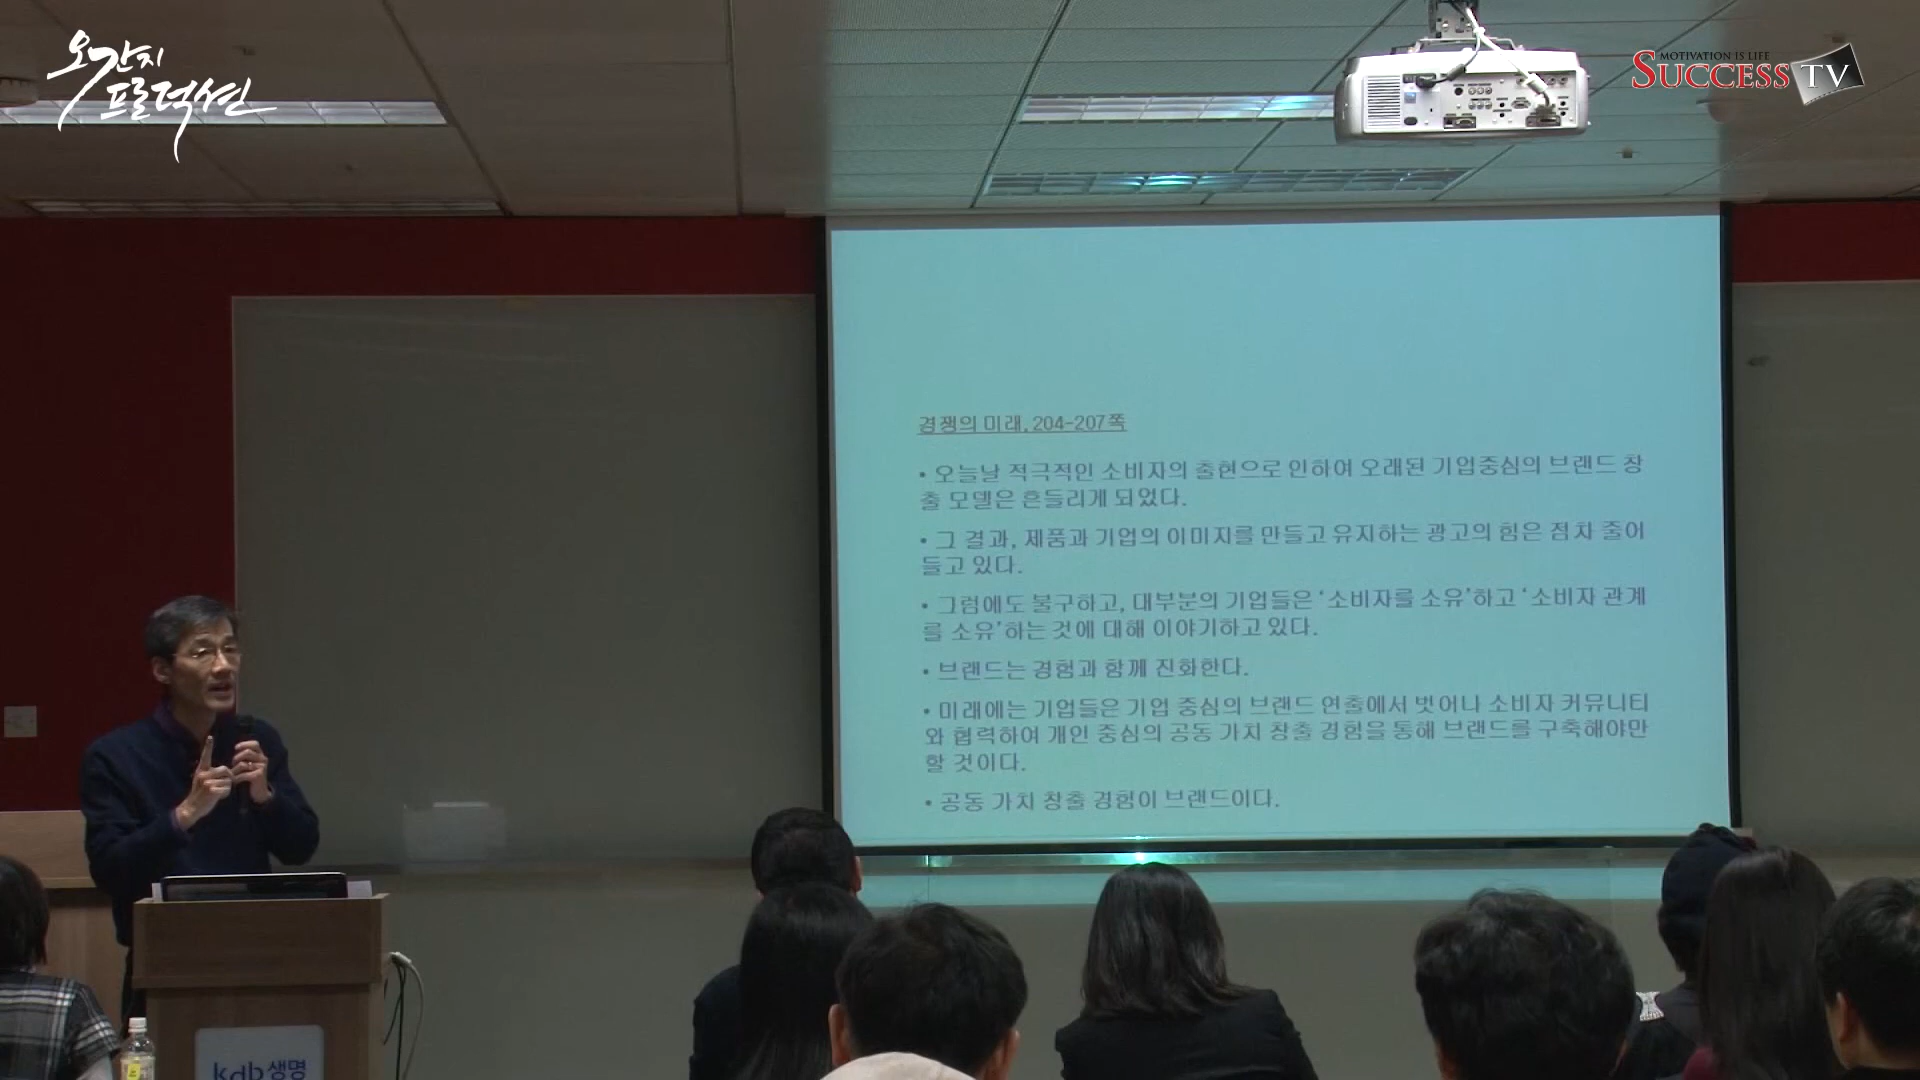 오간지
프로덕션
MOTIVATION IS LIFE
SUCCESS TV
경쟁의 미래, 204-207쪽
• 오늘날 적극적인 소비자의 출현으로 인하여 오래된 기업중심의 브랜드 창
출 모델은 흔들리게 되었다.
• 그 결과, 제품과 기업의 이미지를 만들고 유지하는 광고의 힘은 점차 줄어
들고 있다.
• 그럼에도 불구하고, 대부분의 기업들은 ‘소비자를 소유’하고 ‘소비자 관계
를 소유’하는 것에 대해 이야기하고 있다.
• 브랜드는 경험과 함께 진화한다.
• 미래에는 기업들은 기업 중심의 브랜드 연출에서 벗어나 소비자 커뮤니티
와 협력하여 개인 중심의 공동 가치 창출 경험을 통해 브랜드를 구축해야만
할 것이다.
• 공동 가치 창출 경험이 브랜드이다.
kdb생명